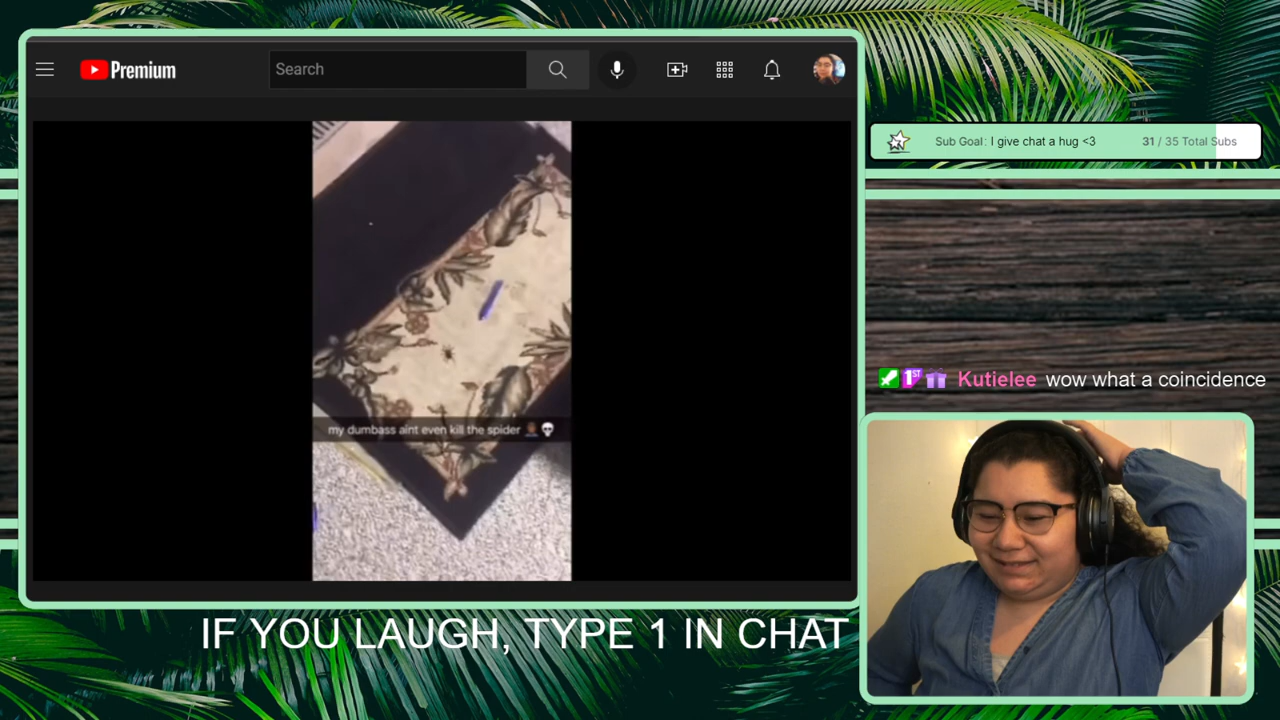 Premium
Search
Sub Goal: I give chat a hug <3 31 / 35 Total Subs
1ST Kutielee wow what a coincidence
my dumbass aint even kill the spider
IF YOU LAUGH, TYPE 1 IN CHAT